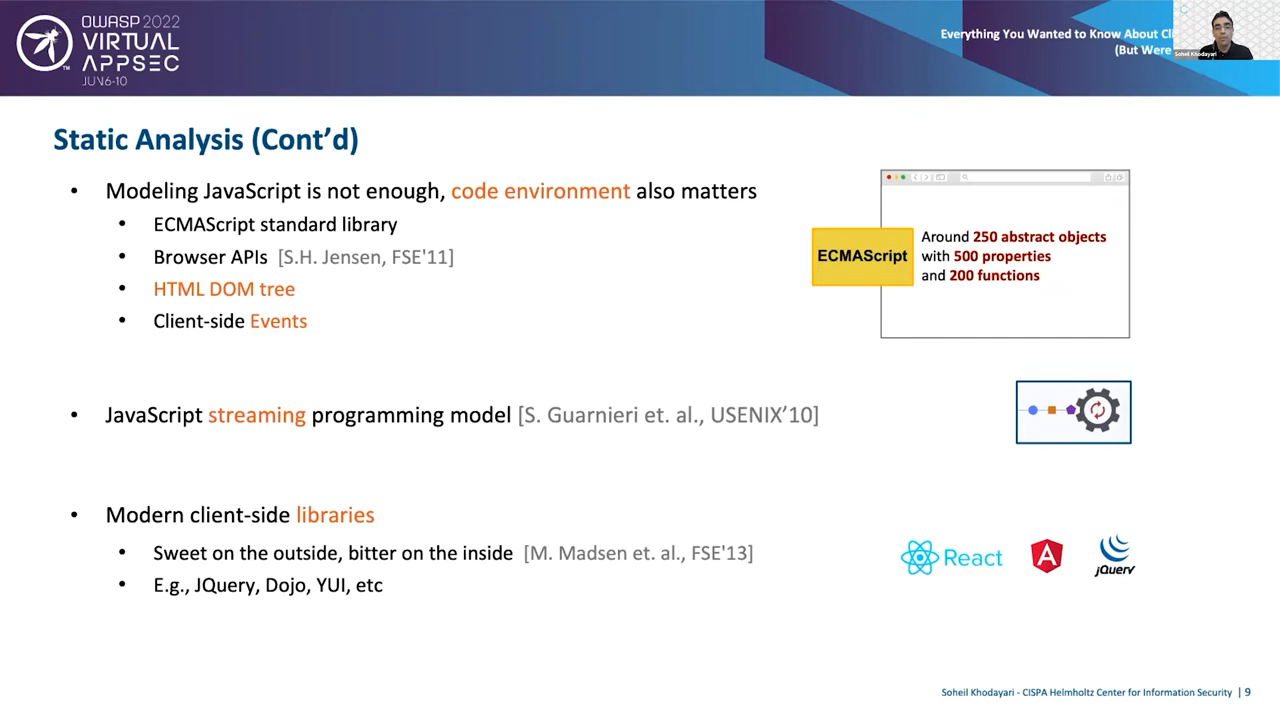 OWASP 2022
VIRTUAL
APPSEC
JUN6-10
TM
Everything You Wanted to Know About
(But Were
Soheil Khodayari
Static Analysis (Cont'd)
• Modeling JavaScript is not enough, code environment also matters
• ECMAScript standard library
• Browser APIs [S.H. Jensen, FSE'11]
• HTML DOM tree
• Client-side Events
ECMAScript
Around 250 abstract objects
with 500 properties
and 200 functions
• JavaScript streaming programming model [S. Guarnieri et. al., USENIX’10]
• Modern client-side libraries
• Sweet on the outside, bitter on the inside [M. Madsen et. al., FSE'13]
• E.g., JQuery, Dojo, YUI, etc
React
A
jQuery
Soheil Khodayari - CISPA Helmholtz Center for Information Security | 9